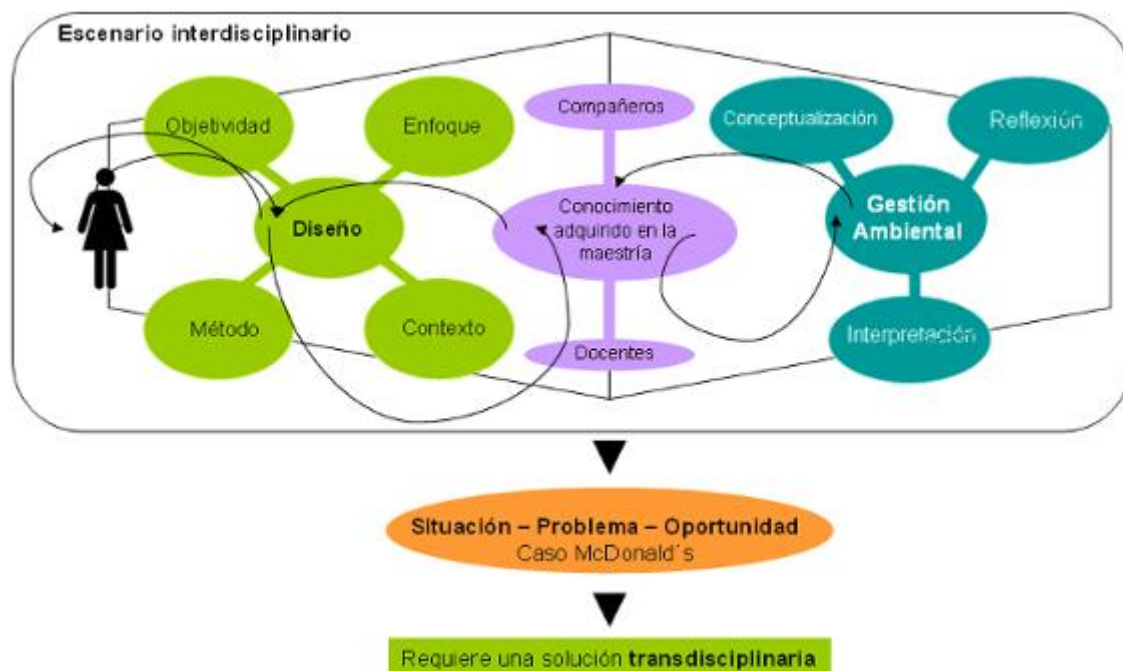 Escenario interdisciplinario
Objetividad
Enfoque
Diseño
Método
Contexto
Compañeros
Conocimiento
adquirido en la
maestría
Docentes
Conceptualización
Reflexión
Gestión
Ambiental
Interpretación
Situación – Problema – Oportunidad
Caso McDonald´s
Requiere una solución transdisciplinaria